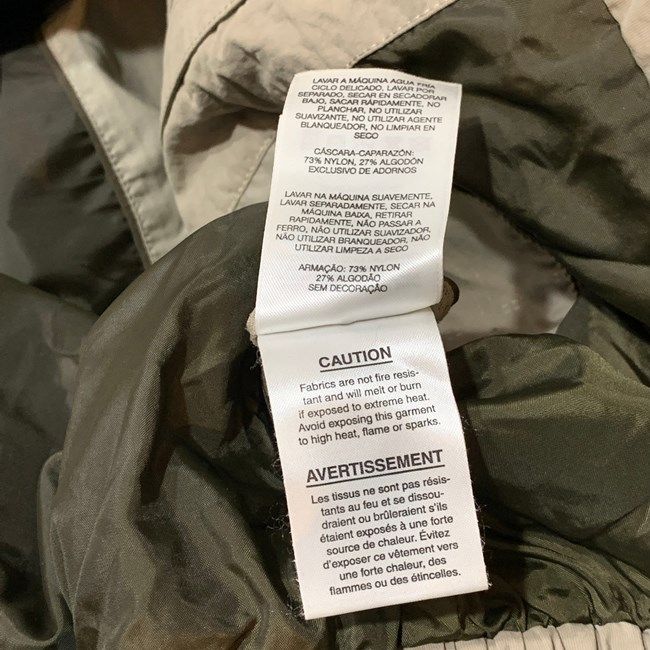 LAVAR A MÁQUINA AGUA FRÍA
CICLO DELICADO, LAVAR POR
SEPARADO, SECAR EN SECADORAR
BAJO, SACAR RÁPIDAMENTE, NO
PLANCHAR, NO UTILIZAR
SUAVIZANTE, NO UTILIZAR AGENTE
BLANQUEADOR, NO LIMPIAR EN
SECO
CÁSCARA-CAPARAZÓN:
73% NYLON, 27% ALGODÓN
EXCLUSIVO DE ADORNOS
LAVAR NA MÁQUINA SUAVEMENTE,
LAVAR SEPARADAMENTE, SECAR NA
MÁQUINA BAIXA, RETIRAR
RAPIDAMENTE, NÃO PASSAR A
FERRO, NÃO UTILIZAR SUAVIZADOR,
NÃO UTILIZAR BRANQUEADOR, NÃO
UTILIZAR LIMPEZA A SECO
ARMAÇÃO: 73% NYLON
27% ALGODÃO
SEM DECORAÇÃO
CAUTION
Fabrics are not fire resis-
tant and will melt or burn
if exposed to extreme heat.
Avoid exposing this garment
to high heat, flame or sparks.
AVERTISSEMENT
Les tissus ne sont pas résis-
tants au feu et se dissou-
draient ou brûleraient s'ils
étaient exposés à une forte
source de chaleur. Évitez
d'exposer ce vêtement vers
une forte chaleur, des
flammes ou des étincelles.